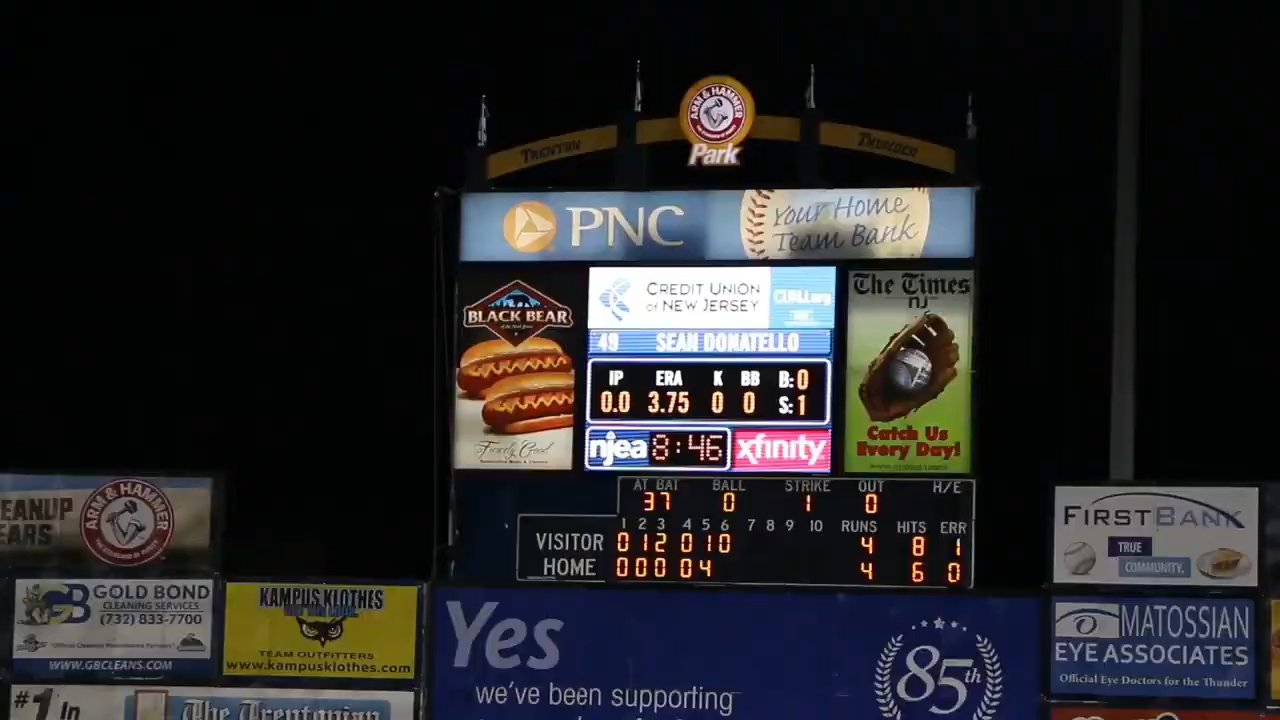 ARM & HAMMER
Park
TRENTON
THUNDER
PNC
Your Home
Team Bank
BLACK BEAR
CREDIT UNION
OF NEW JERSEY
49 SEAN DONATELLO
IP ERA K BB B:0
0.0 3.75 0 0 S:1
njea 8:46 xfinity
The Times
NJ
Catch Us
Every Day!
AT BAT BALL STRIKE OUT H/E
37 0 1 0
1 2 3 4 5 6 7 8 9 10 RUNS HITS ERR
VISITOR 0 1 2 0 1 0 4 8 1
HOME 0 0 0 0 4 4 6 0
EANUP
EARS
ARM & HAMMER
GB GOLD BOND
CLEANING SERVICES
(732) 833-7700
WWW.GBCLEANS.COM
KAMPUS KLOTHES
TEAM OUTFITTERS
www.kampusklothes.com
#1 In
The Trentonian
Yes
we've been supporting
85th
FIRSTBANK
TRUE
COMMUNITY.
MATOSSIAN
EYE ASSOCIATES
Official Eye Doctors for the Thunder